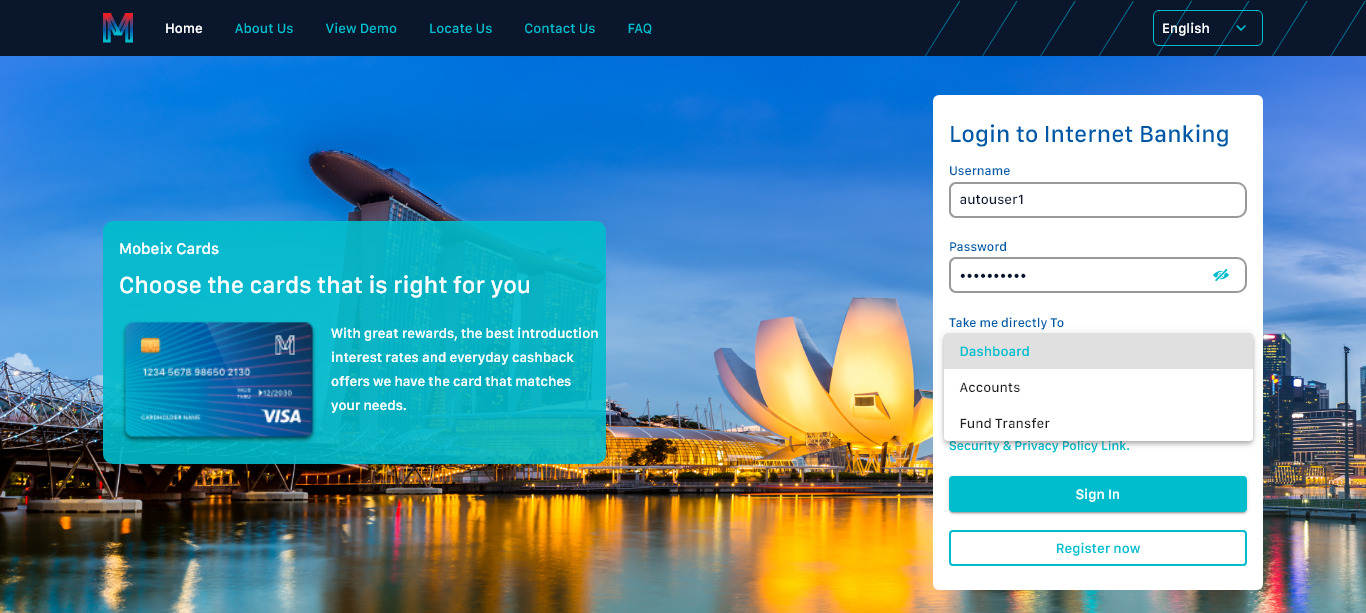 Home
About Us
View Demo
Locate Us
Contact Us
FAQ
English
Mobeix Cards
Choose the cards that is right for you
1234 5678 98650 2130
VALID THRU 12/2030
CARDHOLDER NAME
VISA
With great rewards, the best introduction
interest rates and everyday cashback
offers we have the card that matches
your needs.
Login to Internet Banking
Username
autouser1
Password
••••••••••
Take me directly To
Dashboard
Accounts
Fund Transfer
Security & Privacy Policy Link.
Sign In
Register now